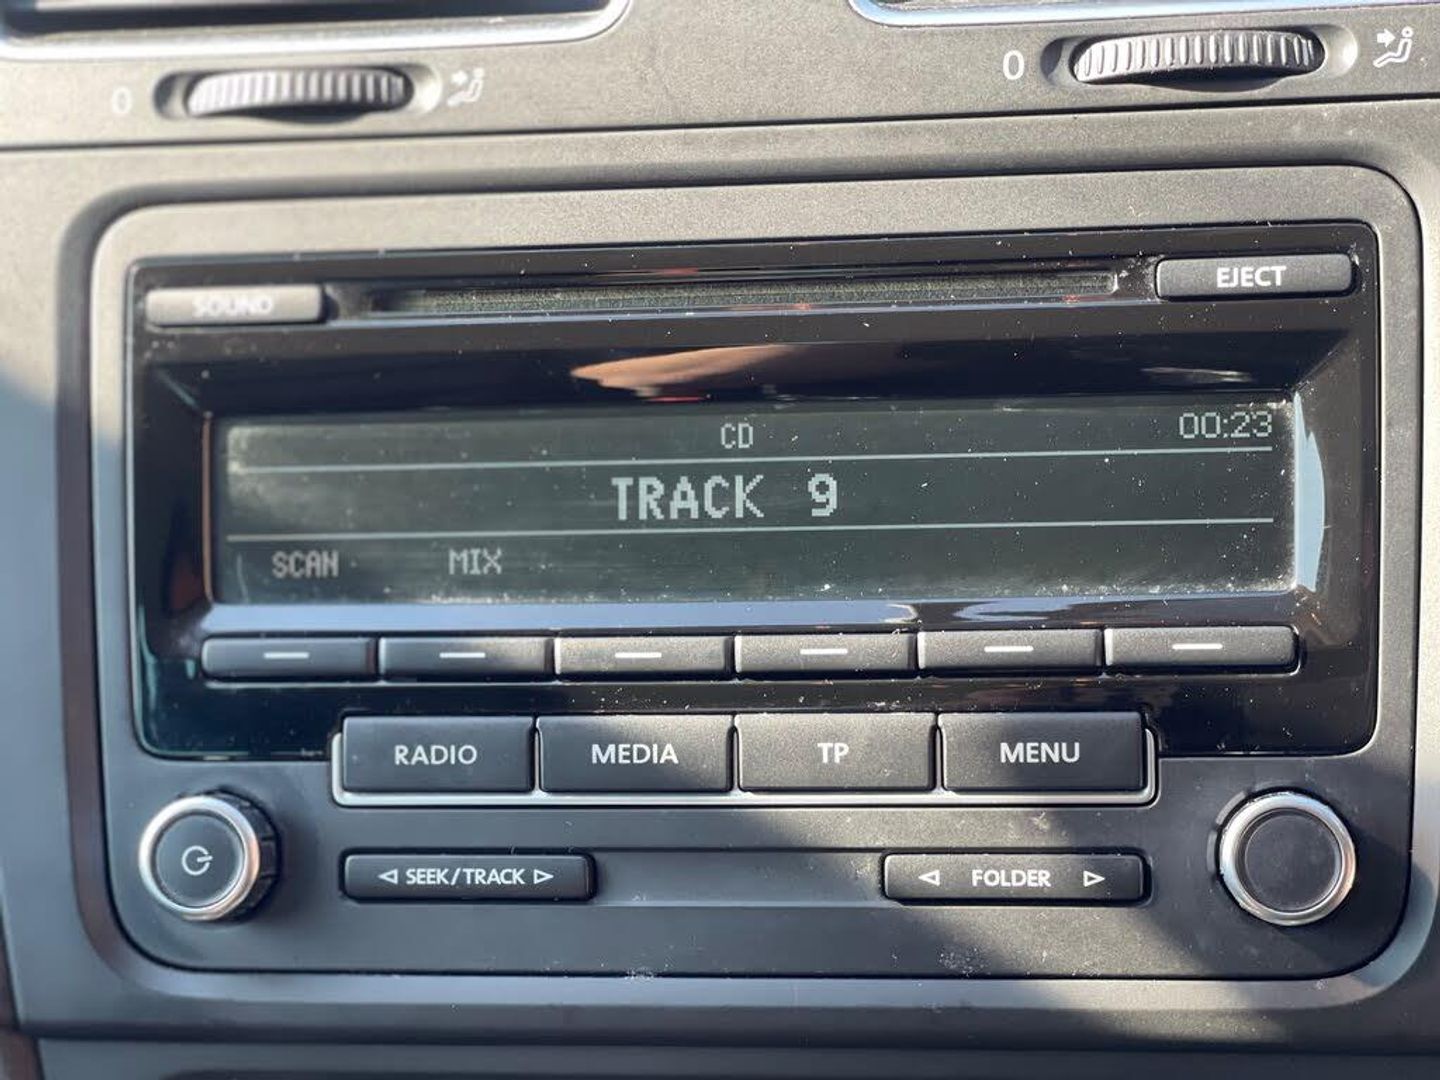 0
0
SOUND
EJECT
CD
00:23
TRACK 9
SCAN MIX
RADIO MEDIA TP MENU
SEEK/TRACK
FOLDER